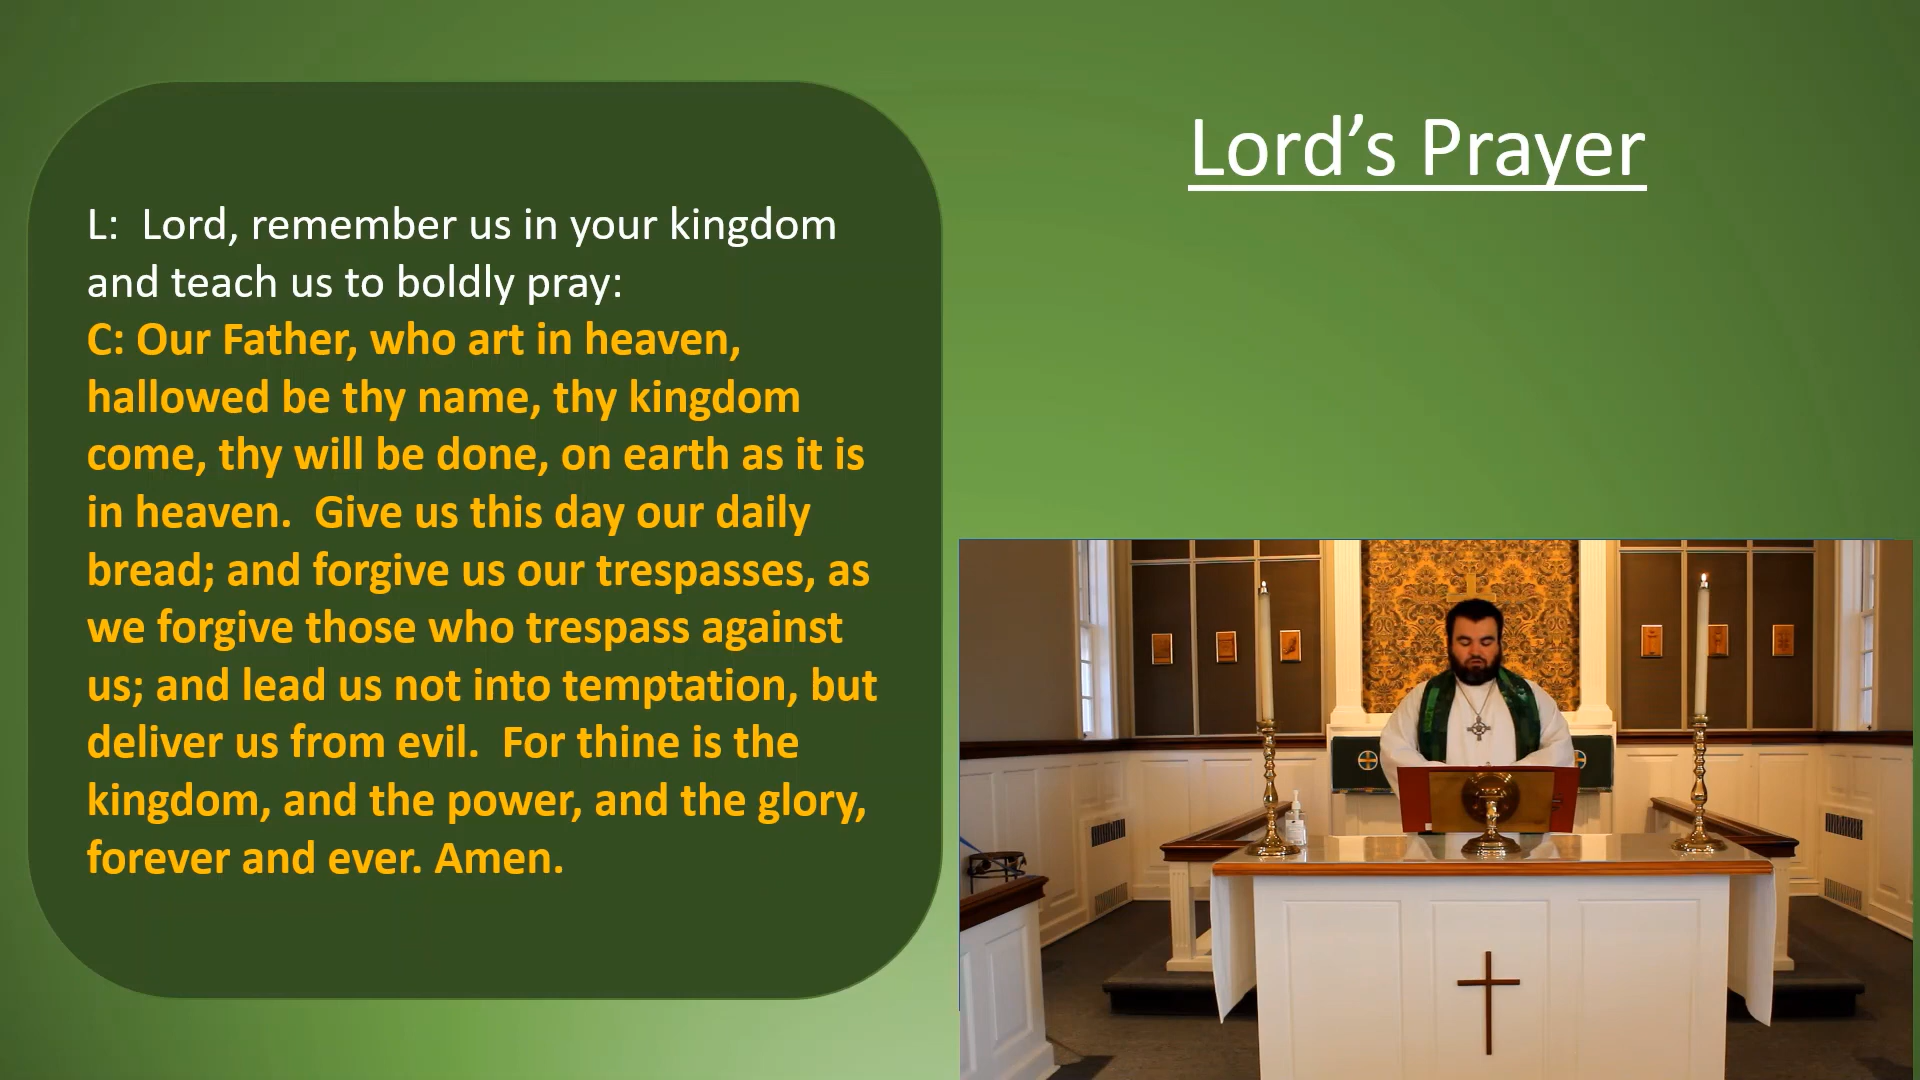 Lord’s Prayer
L:  Lord, remember us in your kingdom
and teach us to boldly pray:
C: Our Father, who art in heaven,
hallowed be thy name, thy kingdom
come, thy will be done, on earth as it is
in heaven.  Give us this day our daily
bread; and forgive us our trespasses, as
we forgive those who trespass against
us; and lead us not into temptation, but
deliver us from evil.  For thine is the
kingdom, and the power, and the glory,
forever and ever. Amen.